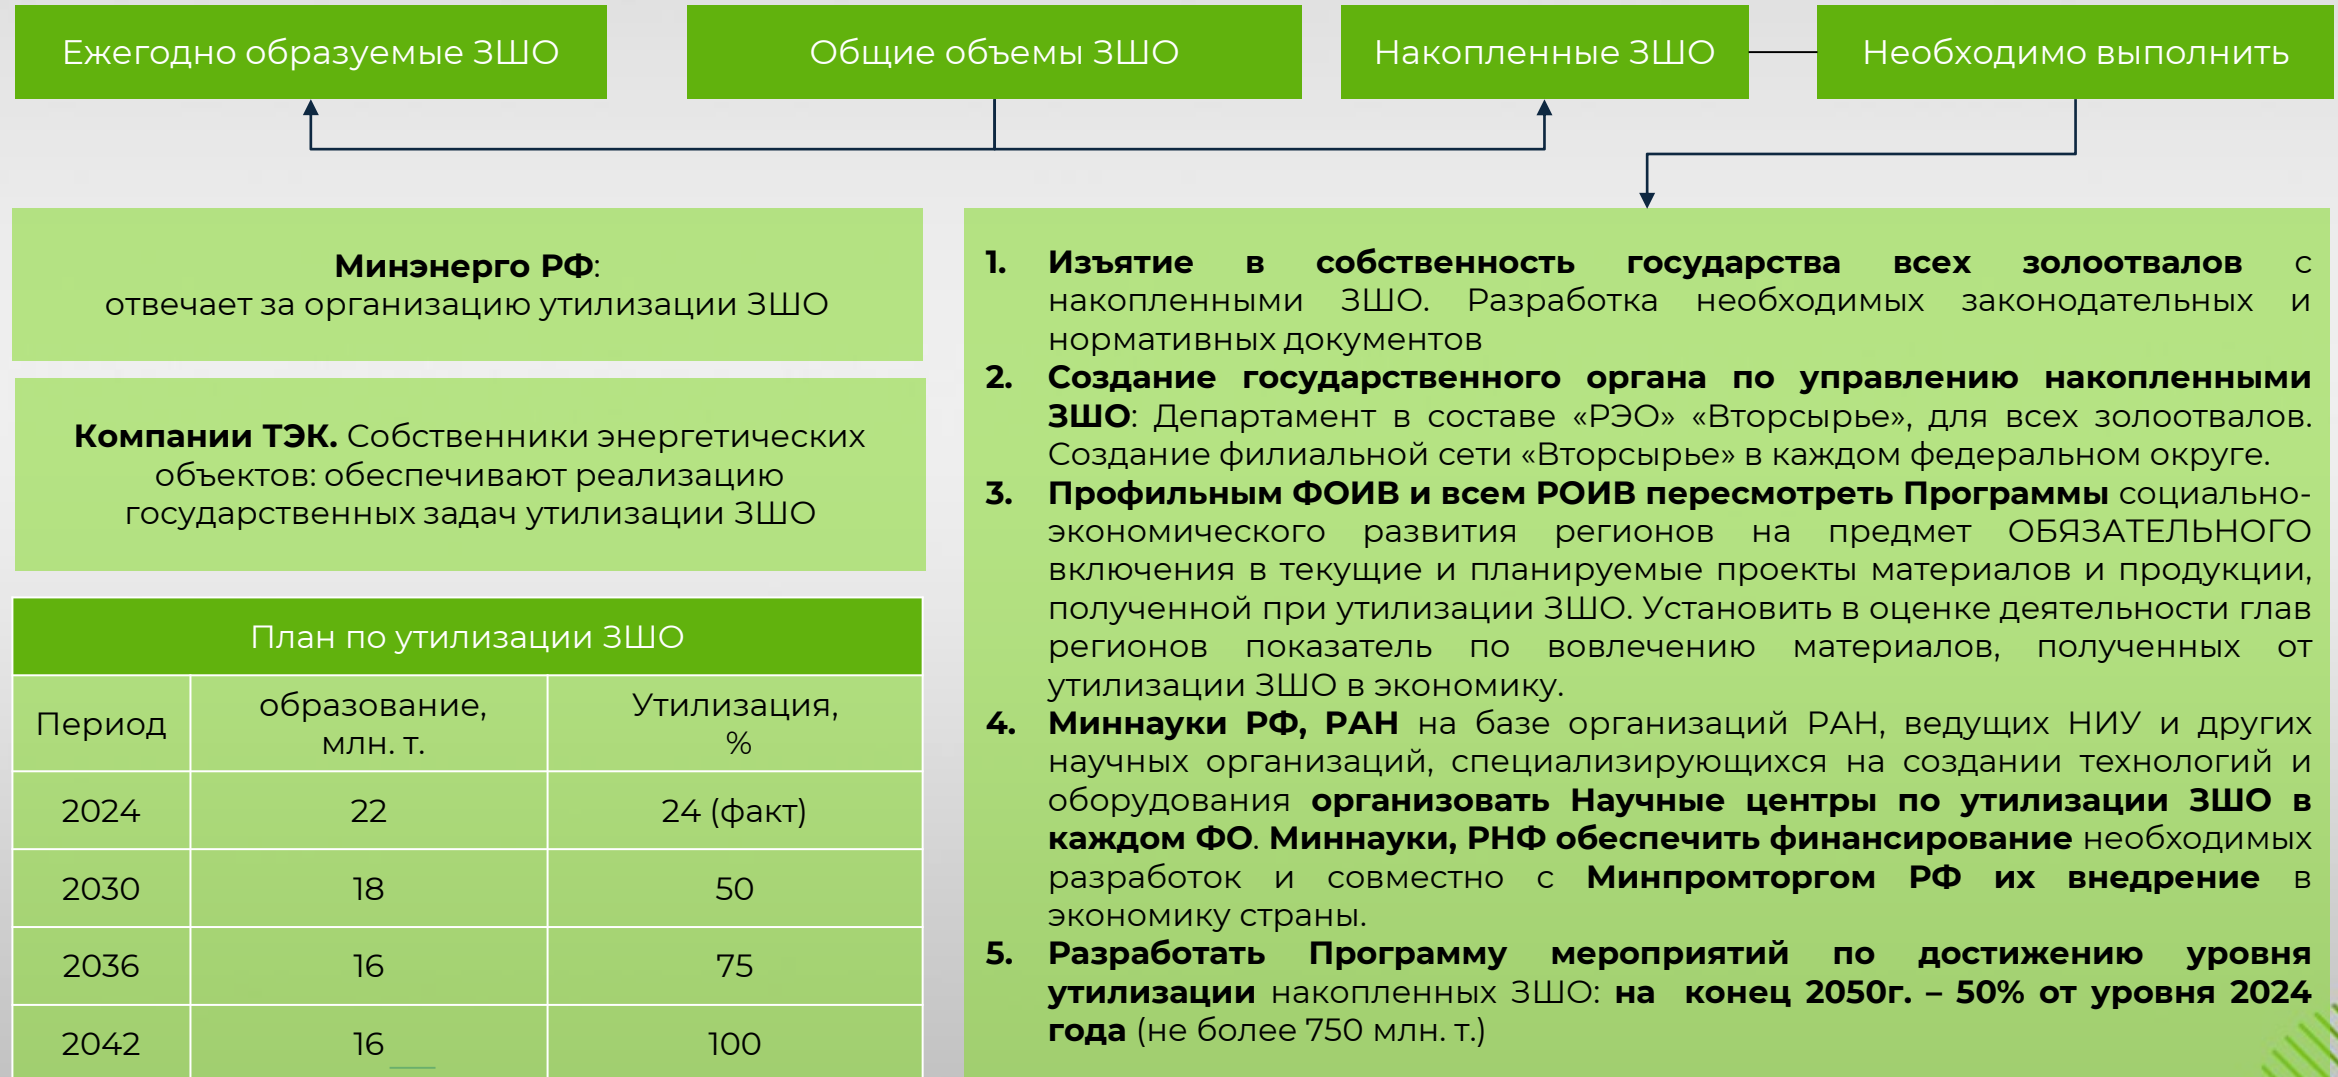 Ежегодно образуемые ЗШО
Общие объемы ЗШО
Накопленные ЗШО
Необходимо выполнить
Минэнерго РФ:
отвечает за организацию утилизации ЗШО
Компании ТЭК. Собственники энергетических
объектов: обеспечивают реализацию
государственных задач утилизации ЗШО
План по утилизации ЗШО
Период
образование,
млн. т.
Утилизация,
%
2024 22 24 (факт)
2030 18 50
2036 16 75
2042 16 100
1. Изъятие в собственность государства всех золоотвалов с
накопленными ЗШО. Разработка необходимых законодательных и
нормативных документов
2. Создание государственного органа по управлению накопленными
ЗШО: Департамент в составе «РЭО» «Вторсырье», для всех золоотвалов.
Создание филиальной сети «Вторсырье» в каждом федеральном округе.
3. Профильным ФОИВ и всем РОИВ пересмотреть Программы социально-
экономического развития регионов на предмет ОБЯЗАТЕЛЬНОГО
включения в текущие и планируемые проекты материалов и продукции,
полученной при утилизации ЗШО. Установить в оценке деятельности глав
регионов показатель по вовлечению материалов, полученных от
утилизации ЗШО в экономику.
4. Миннауки РФ, РАН на базе организаций РАН, ведущих НИУ и других
научных организаций, специализирующихся на создании технологий и
оборудования организовать Научные центры по утилизации ЗШО в
каждом ФО. Миннауки, РНФ обеспечить финансирование необходимых
разработок и совместно с Минпромторгом РФ их внедрение в
экономику страны.
5. Разработать Программу мероприятий по достижению уровня
утилизации накопленных ЗШО: на конец 2050г. – 50% от уровня 2024
года (не более 750 млн. т.)